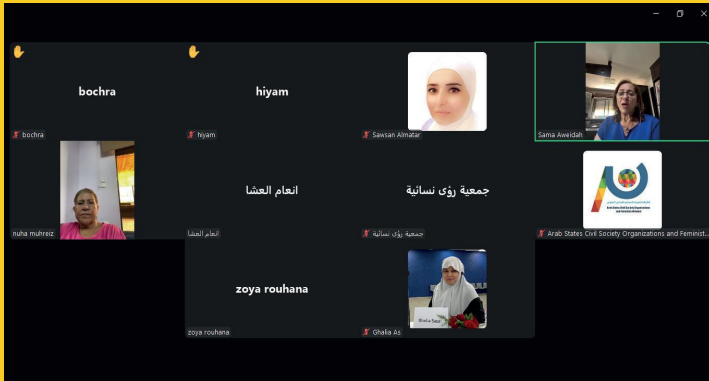 bochra
hiyam
bochra
hiyam
Sawsan Almatar
Sama Aweidah
انعام العشا
جمعية رؤى نسائية
nuha muhreiz
انعام العشا
جمعية رؤى نسائية
Arab States Civil Society Organizations and Feminist...
zoya rouhana
zoya rouhana
Ghalia As